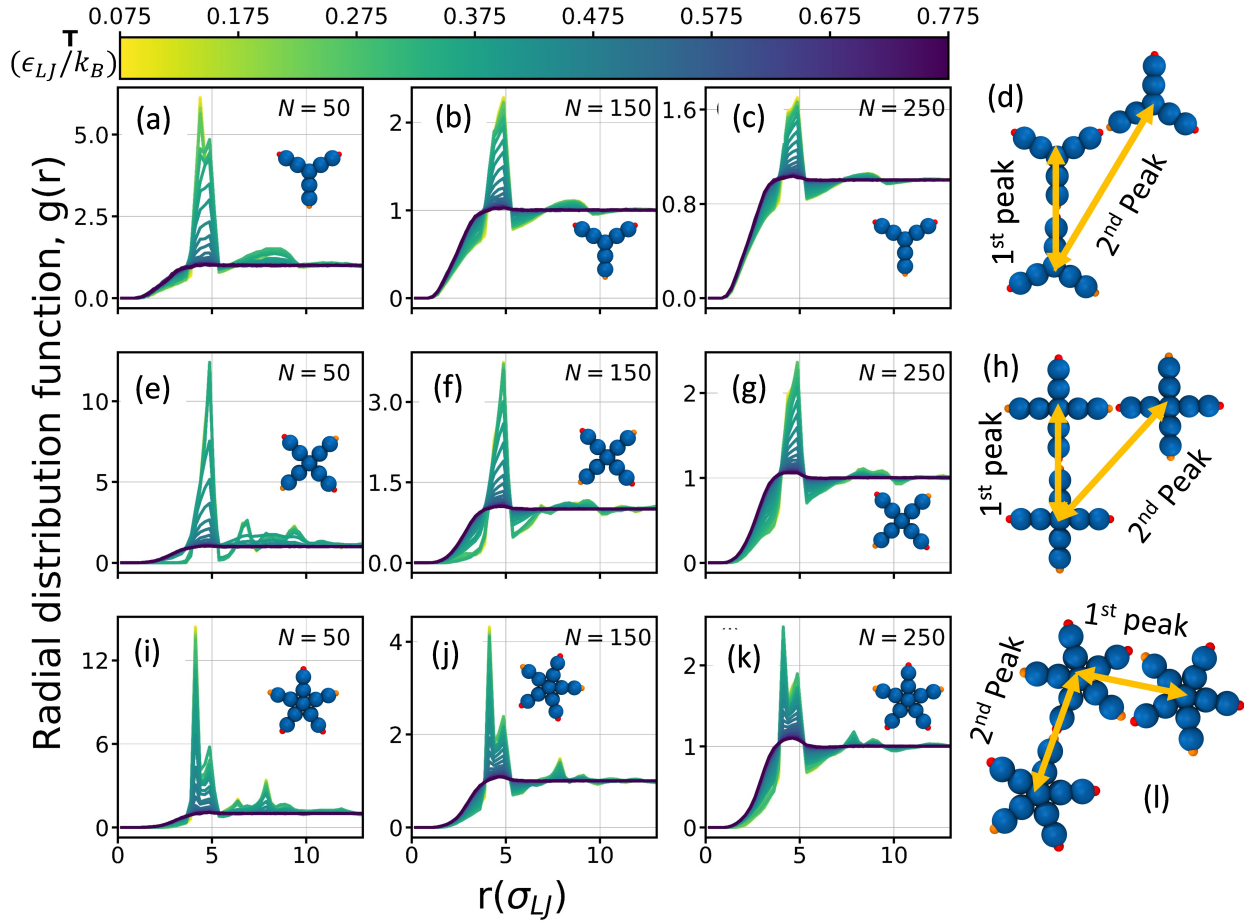 0.075 0.175 0.275 0.375 0.475 0.575 0.675 0.775
T
(ϵ_LJ/k_B)
Radial distribution function, g(r)
(a) N = 50
5.0
2.5
0.0
(b) N = 150
2
1
0
(c) N = 250
1.6
0.8
0.0
(d)
1st peak
2nd Peak
(e) N = 50
10
5
0
(f) N = 150
3.0
1.5
0.0
(g) N = 250
2
1
0
(h)
1st peak
2nd Peak
(i) N = 50
12
6
0
0 5 10
(j) N = 150
4
2
0
0 5 10
(k) N = 250
...
2
1
0
0 5 10
1st peak
2nd Peak
(l)
r(σ_LJ)